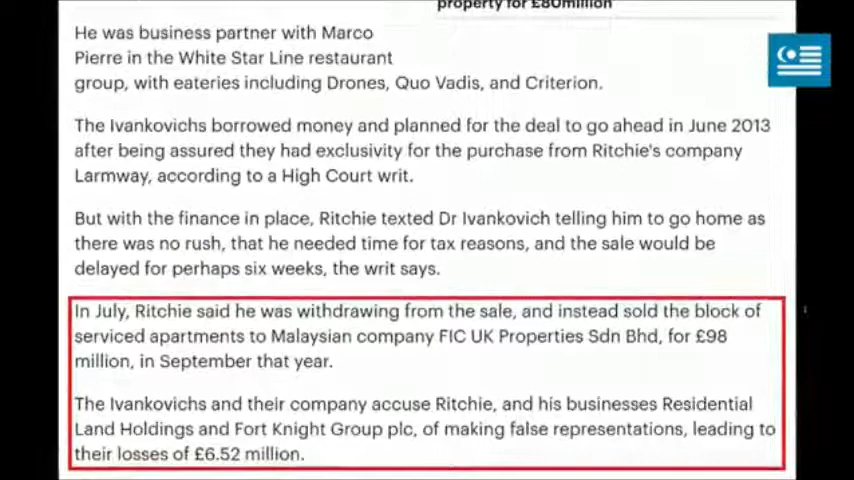 property for £80million
He was business partner with Marco
Pierre in the White Star Line restaurant
group, with eateries including Drones, Quo Vadis, and Criterion.
The Ivankovichs borrowed money and planned for the deal to go ahead in June 2013
after being assured they had exclusivity for the purchase from Ritchie's company
Larmway, according to a High Court writ.
But with the finance in place, Ritchie texted Dr Ivankovich telling him to go home as
there was no rush, that he needed time for tax reasons, and the sale would be
delayed for perhaps six weeks, the writ says.
In July, Ritchie said he was withdrawing from the sale, and instead sold the block of
serviced apartments to Malaysian company FIC UK Properties Sdn Bhd, for £98
million, in September that year.
The Ivankovichs and their company accuse Ritchie, and his businesses Residential
Land Holdings and Fort Knight Group plc, of making false representations, leading to
their losses of £6.52 million.